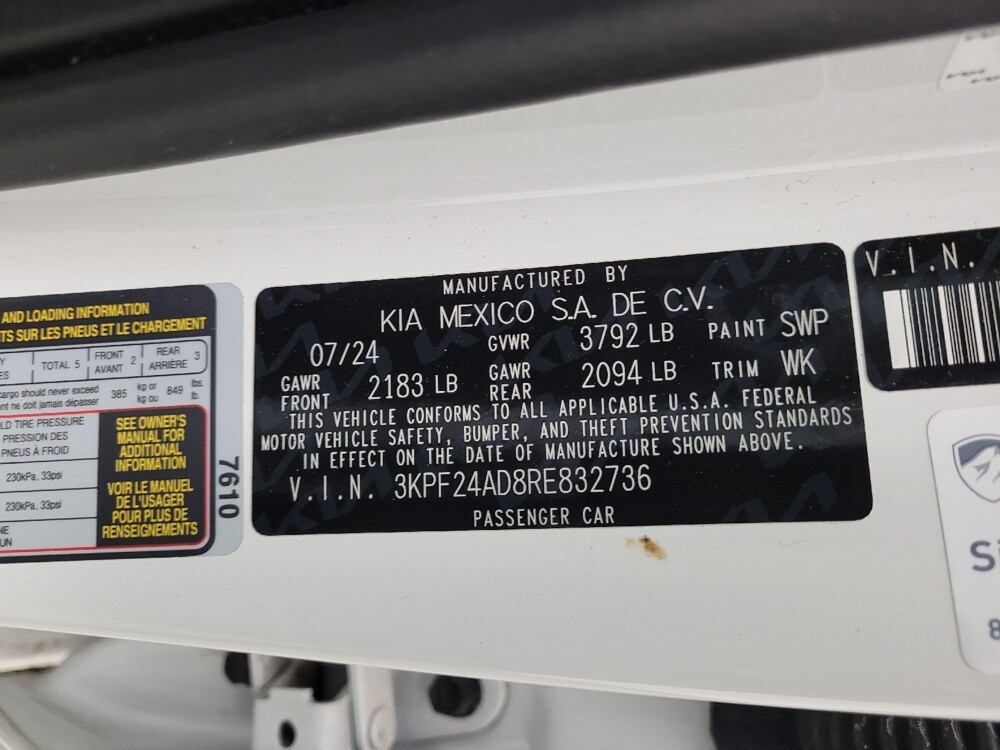 AND LOADING INFORMATION
TS SUR LES PNEUS ET LE CHARGEMENT
TOTAL 5
FRONT
AVANT
2
REAR
ARRIÈRE
3
cargo should never exceed
ent ne doit jamais dépasser
385
kg or
kg ou
849
lbs.
lb.
LD TIRE PRESSURE
PRESSION DES
PNEUS À FROID
230kPa, 33psi
230kPa, 33psi
SEE OWNER'S
MANUAL FOR
ADDITIONAL
INFORMATION
VOIR LE MANUEL
DE L'USAGER
POUR PLUS DE
RENSEIGNEMENTS
7610
MANUFACTURED BY
KIA MEXICO S.A. DE C.V.
07/24 GVWR 3792 LB PAINT SWP
GAWR FRONT 2183 LB GAWR REAR 2094 LB TRIM WK
THIS VEHICLE CONFORMS TO ALL APPLICABLE U.S.A. FEDERAL
MOTOR VEHICLE SAFETY, BUMPER, AND THEFT PREVENTION STANDARDS
IN EFFECT ON THE DATE OF MANUFACTURE SHOWN ABOVE.
V.I.N. 3KPF24AD8RE832736
PASSENGER CAR
V.I.N.
Si
8